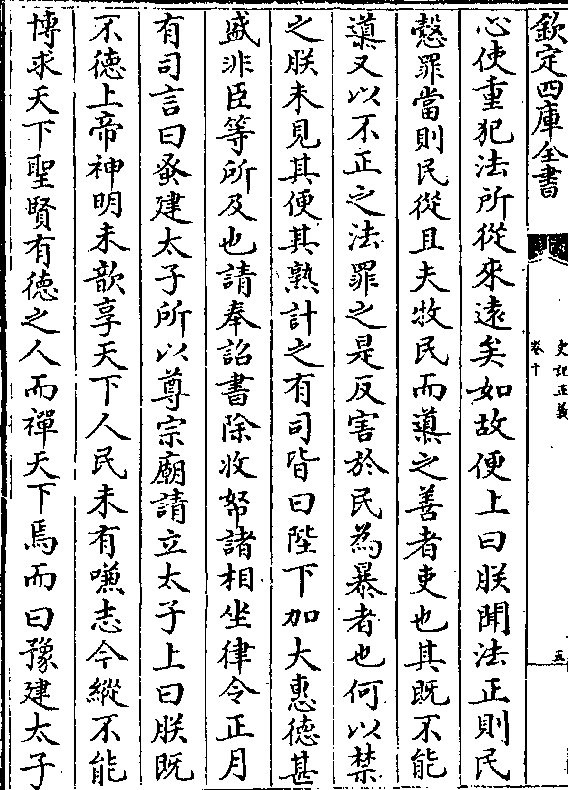 欽定四庫全書
史記正義
卷十
五
心使重犯法所從來遠矣如故便上曰朕聞法正則民
慤罪當則民從且夫牧民而導之善者吏也其既不能
導又以不正之法罪之是反害於民為暴者也何以禁
之朕未見其便其熟計之有司皆曰陛下加大惠德甚
盛非臣等所及也請奉詔書除收帑諸相坐律令正月
有司言曰蚤建太子所以尊宗廟請立太子上曰朕既
不德上帝神明未歆享天下人民未有嗛志今縱不能
博求天下聖賢有德之人而禪天下焉而曰豫建太子